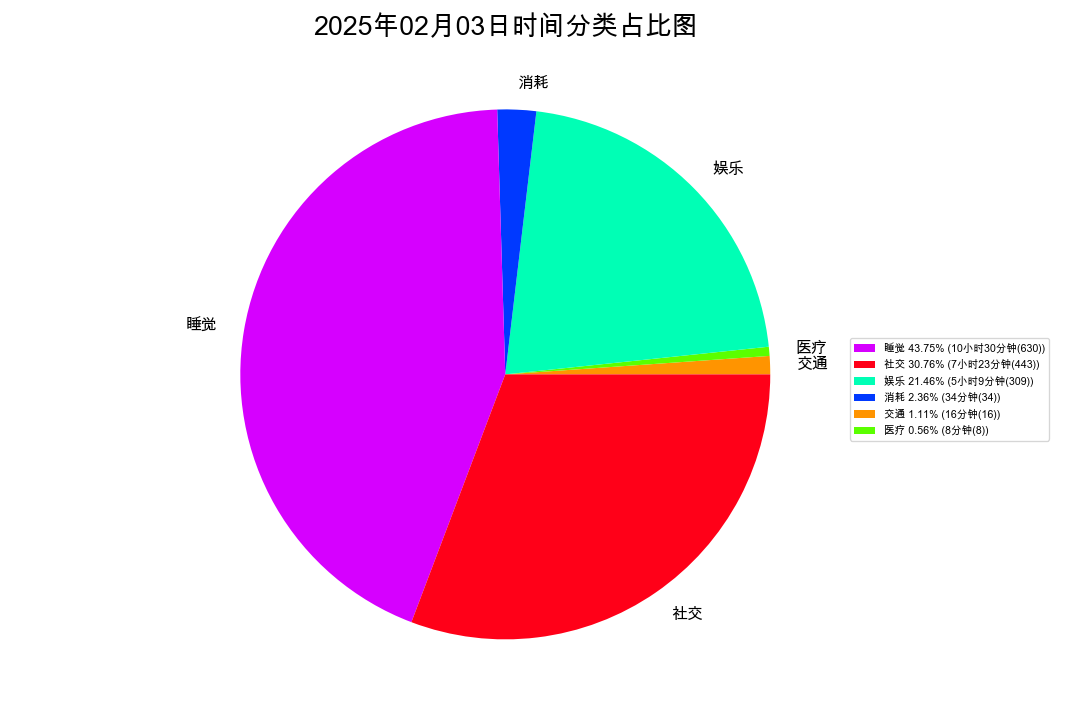 2025年02月03日时间分类占比图
消耗
娱乐
睡觉
医疗
交通
社交
睡觉 43.75% (10小时30分钟(630))
社交 30.76% (7小时23分钟(443))
娱乐 21.46% (5小时9分钟(309))
消耗 2.36% (34分钟(34))
交通 1.11% (16分钟(16))
医疗 0.56% (8分钟(8))